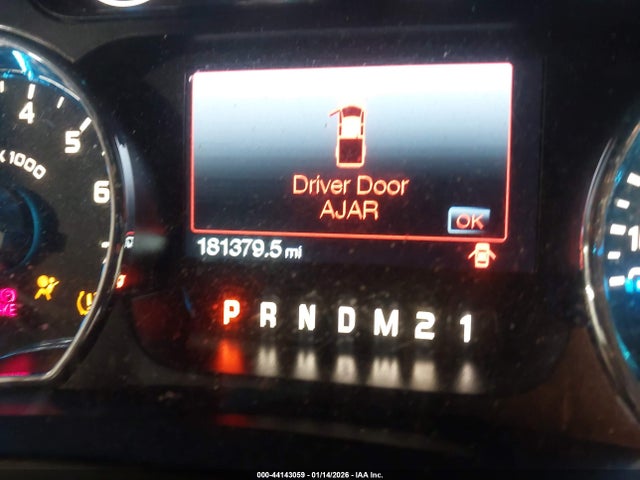 4
5
X1000
6
7
Driver Door
AJAR
OK
181379.5 mi
P R N D M 2 1
000-44143059 - 01/14/2026 - IAA Inc.